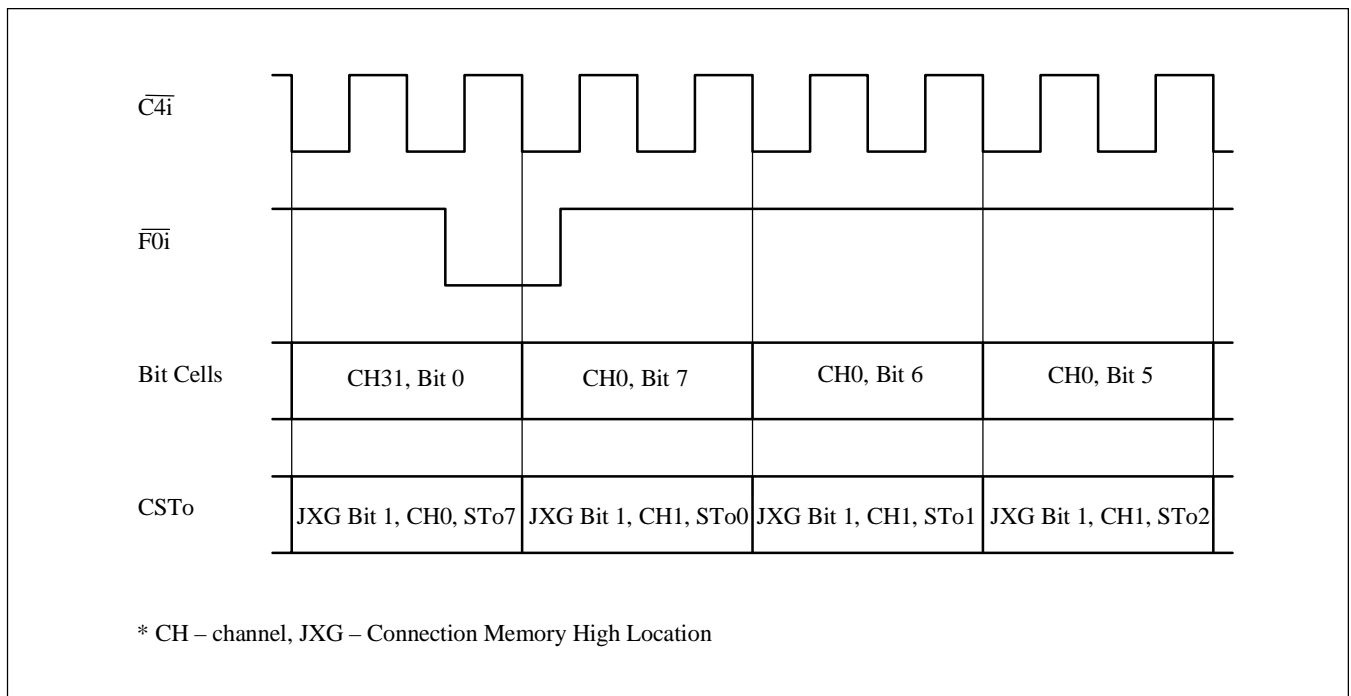 C4i
F0i
Bit Cells CH31, Bit 0 CH0, Bit 7 CH0, Bit 6 CH0, Bit 5
CSTo JXG Bit 1, CH0, STo7 JXG Bit 1, CH1, STo0 JXG Bit 1, CH1, STo1 JXG Bit 1, CH1, STo2
* CH – channel, JXG – Connection Memory High Location